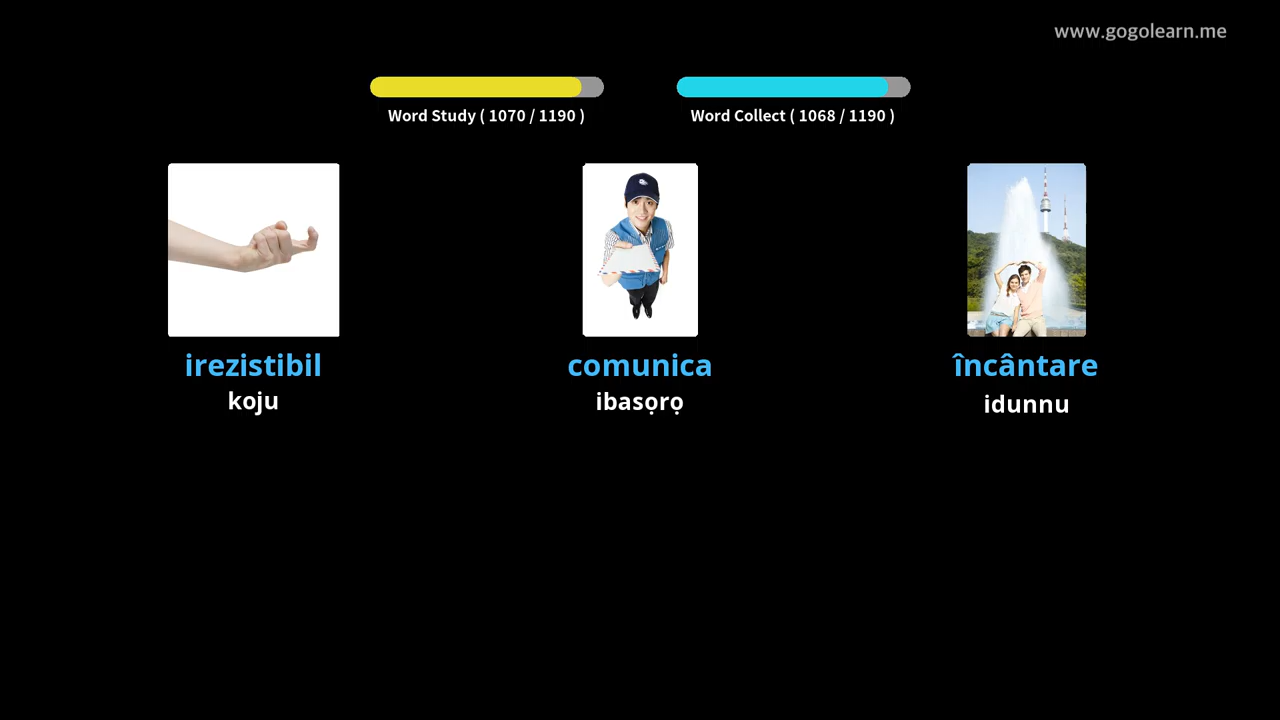 www.gogolearn.me
Word Study ( 1070 / 1190 )
Word Collect ( 1068 / 1190 )
irezistibil
koju
comunica
ibasọrọ
încântare
idunnu